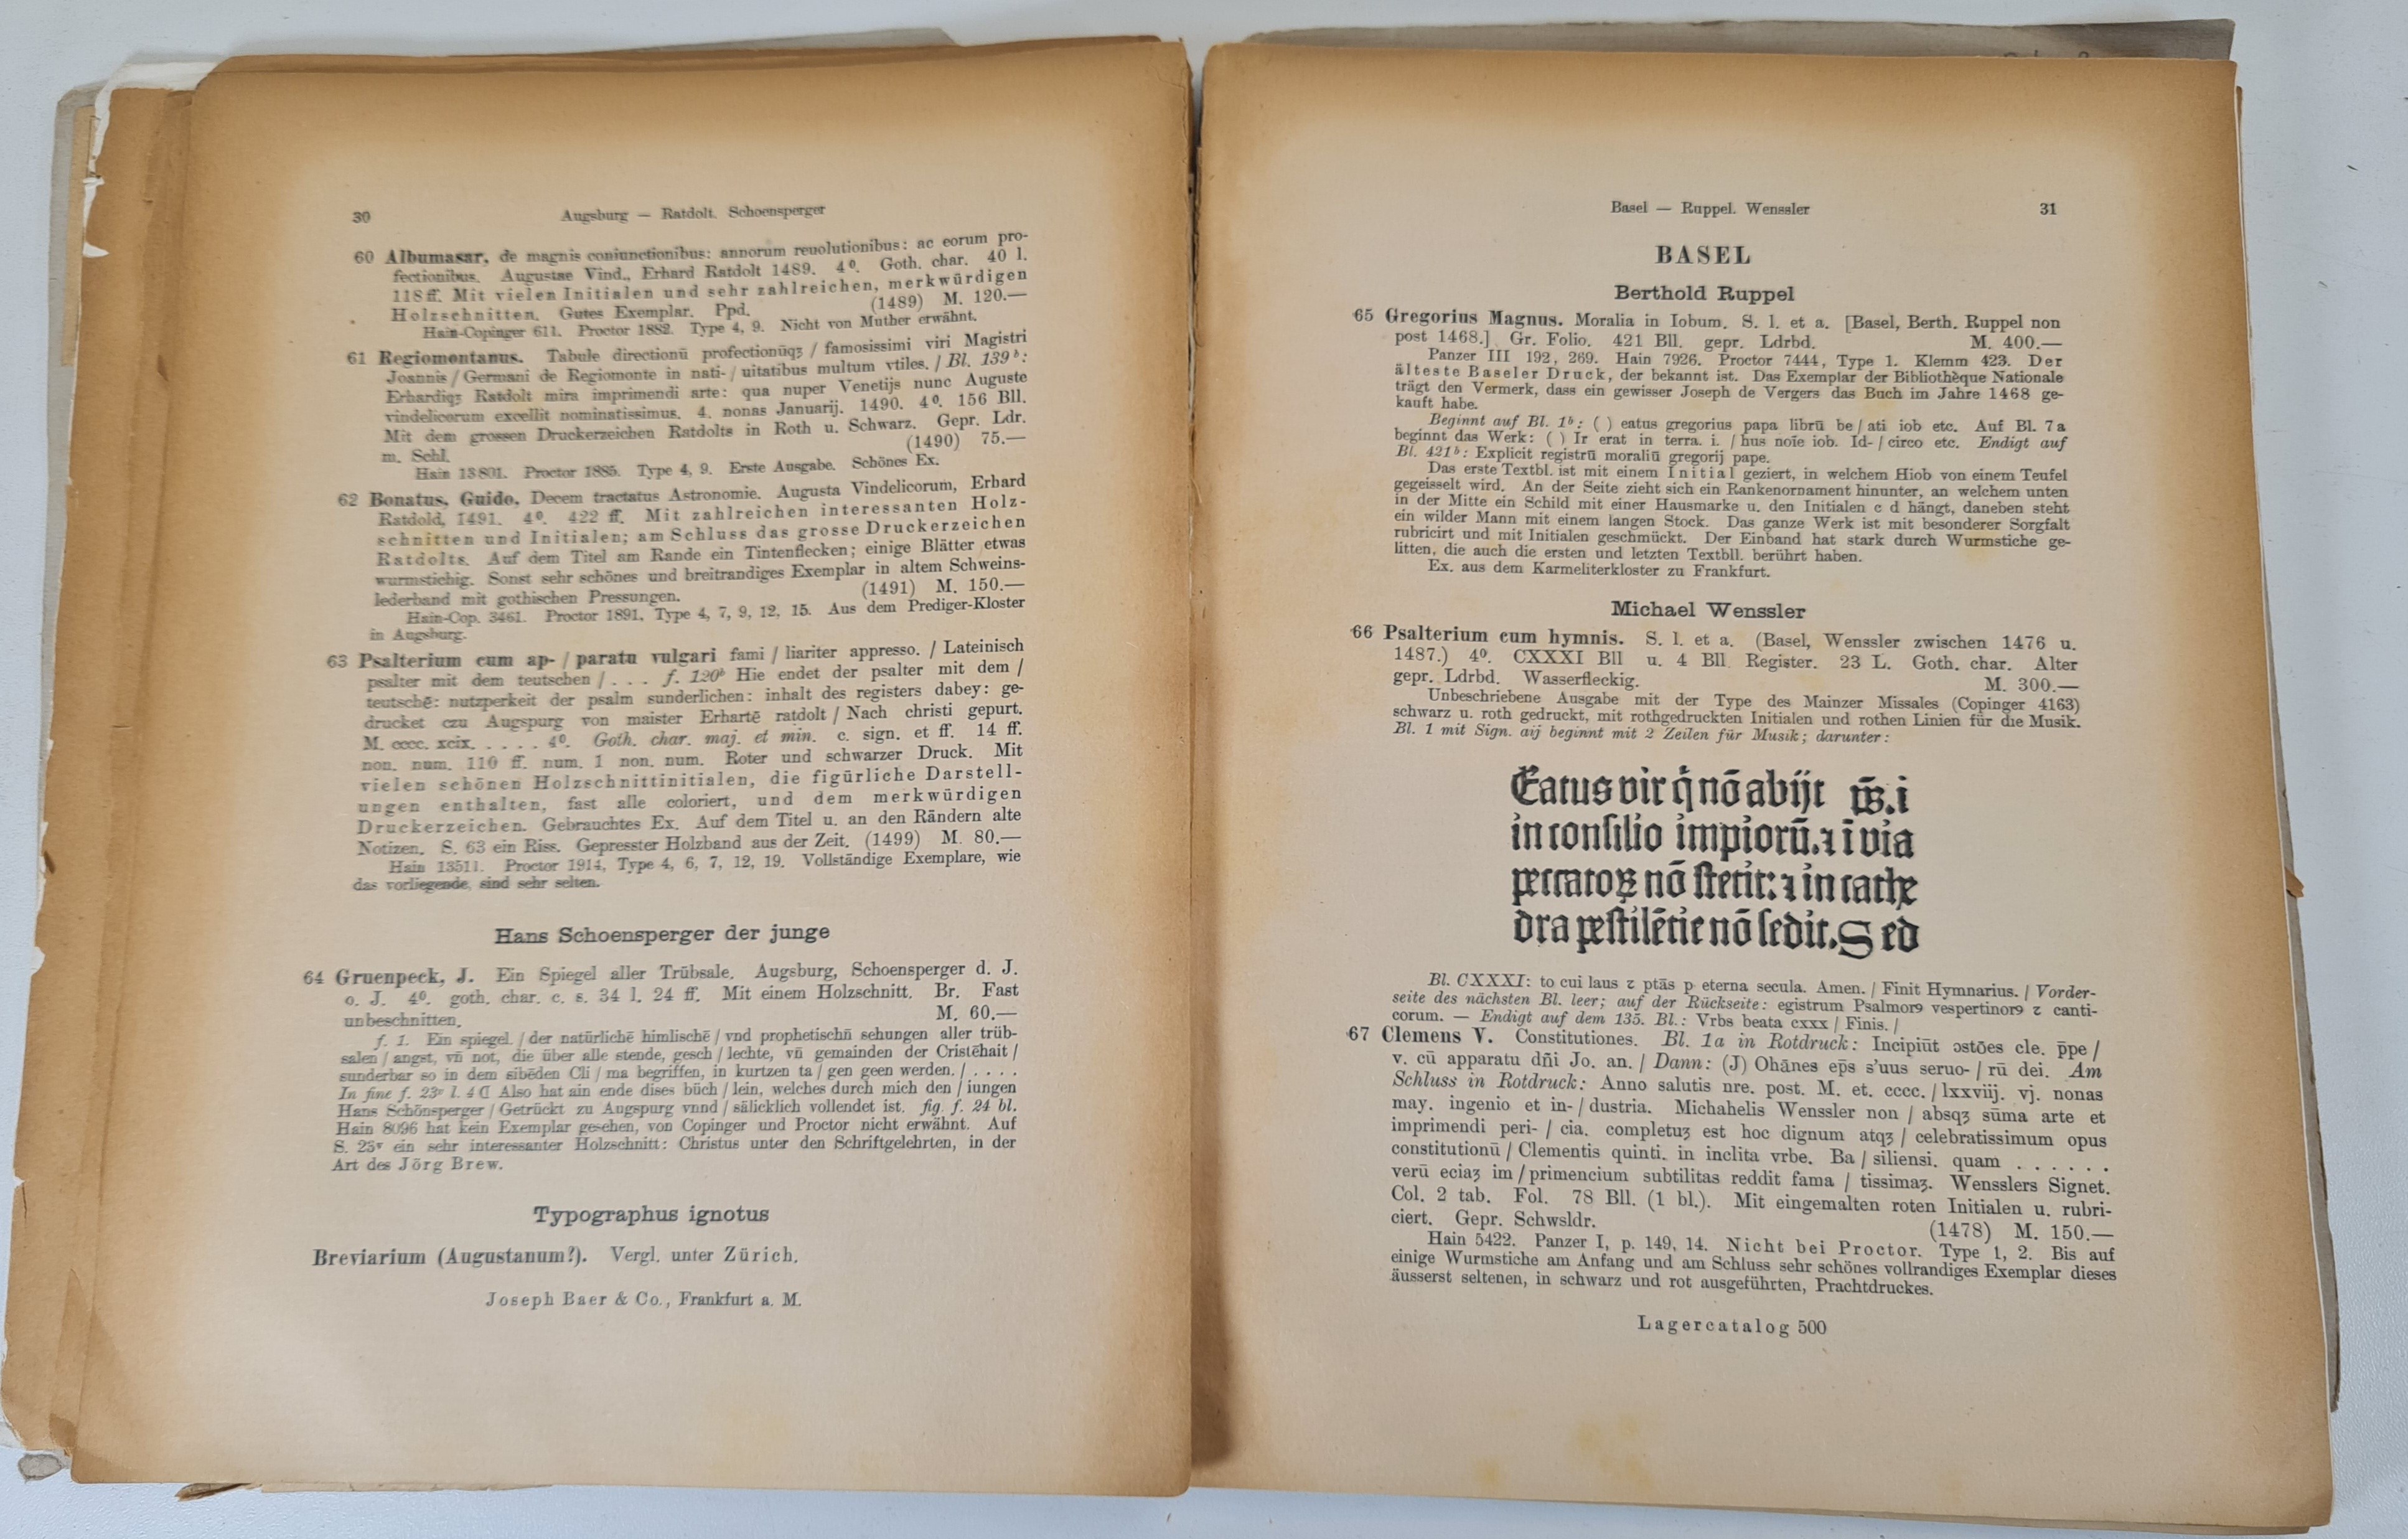 30
Augsburg — Ratdolt. Schoensperger
60 Albumasar, de magnis coniunctionibus: annorum reuolutionibus: ac eorum pro-
fectionibus. Augustae Vind., Erhard Ratdolt 1489. 4⁰. Goth. char. 40 l.
118 ff. Mit vielen Initialen und sehr zahlreichen, merkwürdigen
Holzschnitten. Gutes Exemplar. Ppd. (1489) M. 120.—
Hain-Copinger 611. Proctor 1882. Type 4, 9. Nicht von Muther erwähnt.
61 Regiomontanus. Tabule directionū profectionūqʒ / famosissimi viri Magistri
Joannis / Germani de Regiomonte in nati- / uitatibus multum vtiles. / Bl. 139ᵇ:
Erhardiqʒ Ratdolt mira imprimendi arte: qua nuper Venetijs nunc Auguste
vindelicorum excellit nominatissimus. 4. nonas Januarij. 1490. 4⁰. 156 Bll.
Mit dem grossen Druckerzeichen Ratdolts in Roth u. Schwarz. Gepr. Ldr.
m. Schl. (1490) 75.—
Hain 13801. Proctor 1885. Type 4, 9. Erste Ausgabe. Schönes Ex.
62 Bonatus, Guido, Decem tractatus Astronomie. Augusta Vindelicorum, Erhard
Ratdold, 1491. 4⁰. 422 ff. Mit zahlreichen interessanten Holz-
schnitten und Initialen; am Schluss das grosse Druckerzeichen
Ratdolts. Auf dem Titel am Rande ein Tintenflecken; einige Blätter etwas
wurmstichig. Sonst sehr schönes und breitrandiges Exemplar in altem Schweins-
lederband mit gothischen Pressungen. (1491) M. 150.—
Hain-Cop. 3461. Proctor 1891, Type 4, 7, 9, 12, 15. Aus dem Prediger-Kloster
in Augsburg.
63 Psalterium cum ap- / paratu vulgari fami / liariter appresso. / Lateinisch
psalter mit dem teutschen / . . . f. 120ᵇ Hie endet der psalter mit dem /
teutschē: nutzperkeit der psalm sunderlichen: inhalt des registers dabey: ge-
drucket czu Augspurg von maister Erhartē ratdolt / Nach christi gepurt.
M. cccc. xcix. . . . . 4⁰. Goth. char. maj. et min. c. sign. et ff. 14 ff.
non. num. 110 ff. num. 1 non. num. Roter und schwarzer Druck. Mit
vielen schönen Holzschnittinitialen, die figürliche Darstell-
ungen enthalten, fast alle coloriert, und dem merkwürdigen
Druckerzeichen. Gebrauchtes Ex. Auf dem Titel u. an den Rändern alte
Notizen. S. 63 ein Riss. Gepresster Holzband aus der Zeit. (1499) M. 80.—
Hain 13511. Proctor 1914, Type 4, 6, 7, 12, 19. Vollständige Exemplare, wie
das vorliegende, sind sehr selten.
Hans Schoensperger der junge
64 Gruenpeck, J. Ein Spiegel aller Trübsale. Augsburg, Schoensperger d. J.
o. J. 4⁰. goth. char. c. s. 34 l. 24 ff. Mit einem Holzschnitt. Br. Fast
unbeschnitten. M. 60.—
f. 1. Ein spiegel. / der natürlichē himlischē / vnd prophetischn̄ sehungen aller trüb-
salen / angst, vn̄ not, die über alle stende, gesch / lechte, vn̄ gemainden der Cristēhait /
sunderbar so in dem sibēden Cli / ma begriffen, in kurtzen ta / gen geen werden. / . . . .
In fine f. 23ᵛ l. 4 ₵ Also hat ain ende dises büch / lein, welches durch mich den / iungen
Hans Schönsperger / Getrückt zu Augspurg vnnd / sälicklich vollendet ist. fig. f. 24 bl.
Hain 8096 hat kein Exemplar gesehen, von Copinger und Proctor nicht erwähnt. Auf
S. 23ᵛ ein sehr interessanter Holzschnitt: Christus unter den Schriftgelehrten, in der
Art des Jörg Brew.
Typographus ignotus
Breviarium (Augustanum?). Vergl. unter Zürich.
Joseph Baer & Co., Frankfurt a. M.
Basel — Ruppel. Wenssler
31
BASEL
Berthold Ruppel
65 Gregorius Magnus. Moralia in Iobum. S. l. et a. [Basel, Berth. Ruppel non
post 1468.] Gr. Folio. 421 Bll. gepr. Ldrbd. M. 400.—
Panzer III 192, 269. Hain 7926. Proctor 7444, Type 1. Klemm 423. Der
älteste Baseler Druck, der bekannt ist. Das Exemplar der Bibliothèque Nationale
trägt den Vermerk, dass ein gewisser Joseph de Vergers das Buch im Jahre 1468 ge-
kauft habe.
Beginnt auf Bl. 1ᵇ: ( ) eatus gregorius papa librū be / ati iob etc. Auf Bl. 7a
beginnt das Werk: ( ) Ir erat in terra. i. / hus noīe iob. Id- / circo etc. Endigt auf
Bl. 421ᵇ: Explicit registrū moraliū gregorij pape.
Das erste Textbl. ist mit einem Initial geziert, in welchem Hiob von einem Teufel
gegeisselt wird. An der Seite zieht sich ein Rankenornament hinunter, an welchem unten
in der Mitte ein Schild mit einer Hausmarke u. den Initialen c d hängt, daneben steht
ein wilder Mann mit einem langen Stock. Das ganze Werk ist mit besonderer Sorgfalt
rubricirt und mit Initialen geschmückt. Der Einband hat stark durch Wurmstiche ge-
litten, die auch die ersten und letzten Textbll. berührt haben.
Ex. aus dem Karmeliterkloster zu Frankfurt.
Michael Wenssler
66 Psalterium cum hymnis. S. l. et a. (Basel, Wenssler zwischen 1476 u.
1487.) 4⁰. CXXXI Bll u. 4 Bll. Register. 23 L. Goth. char. Alter
gepr. Ldrbd. Wasserfleckig. M. 300.—
Unbeschriebene Ausgabe mit der Type des Mainzer Missales (Copinger 4163)
schwarz u. roth gedruckt, mit rothgedruckten Initialen und rothen Linien für die Musik.
Bl. 1 mit Sign. aij beginnt mit 2 Zeilen für Musik; darunter:
Eatus vir q̄ nō abijt
in consilio impiorū. ꝛ ī via
peccatoꝝ nō stetit: ꝛ in cathe
dra pestilētie nō sedit. Sed
Bl. CXXXI: to cui laus ꝛ ptās p eterna secula. Amen. / Finit Hymnarius. / Vorder-
seite des nächsten Bl. leer; auf der Rückseite: egistrum Psalmorꝯ vespertinorꝯ ꝛ canti-
corum. — Endigt auf dem 135. Bl.: Vrbs beata cxxx / Finis. /
67 Clemens V. Constitutiones. Bl. 1a in Rotdruck: Incipiūt ɔstōes cle. p̄pe /
v. cū apparatu dn̄i Jo. an. / Dann: (J) Ohānes ep̄s s'uus seruo- / rū dei. Am
Schluss in Rotdruck: Anno salutis nre. post. M. et. cccc. / lxxviij. vj. nonas
may. ingenio et in- / dustria. Michahelis Wenssler non / absqʒ sūma arte et
imprimendi peri- / cia. completuʒ est hoc dignum atqʒ / celebratissimum opus
constitutionū / Clementis quinti. in inclita vrbe. Ba / siliensi. quam . . . . . .
verū eciaʒ im / primencium subtilitas reddit fama / tissimaʒ. Wensslers Signet.
Col. 2 tab. Fol. 78 Bll. (1 bl.). Mit eingemalten roten Initialen u. rubri-
ciert. Gepr. Schwsldr. (1478) M. 150.—
Hain 5422. Panzer I, p. 149, 14. Nicht bei Proctor. Type 1, 2. Bis auf
einige Wurmstiche am Anfang und am Schluss sehr schönes vollrandiges Exemplar dieses
äusserst seltenen, in schwarz und rot ausgeführten, Prachtdruckes.
Lagercatalog 500